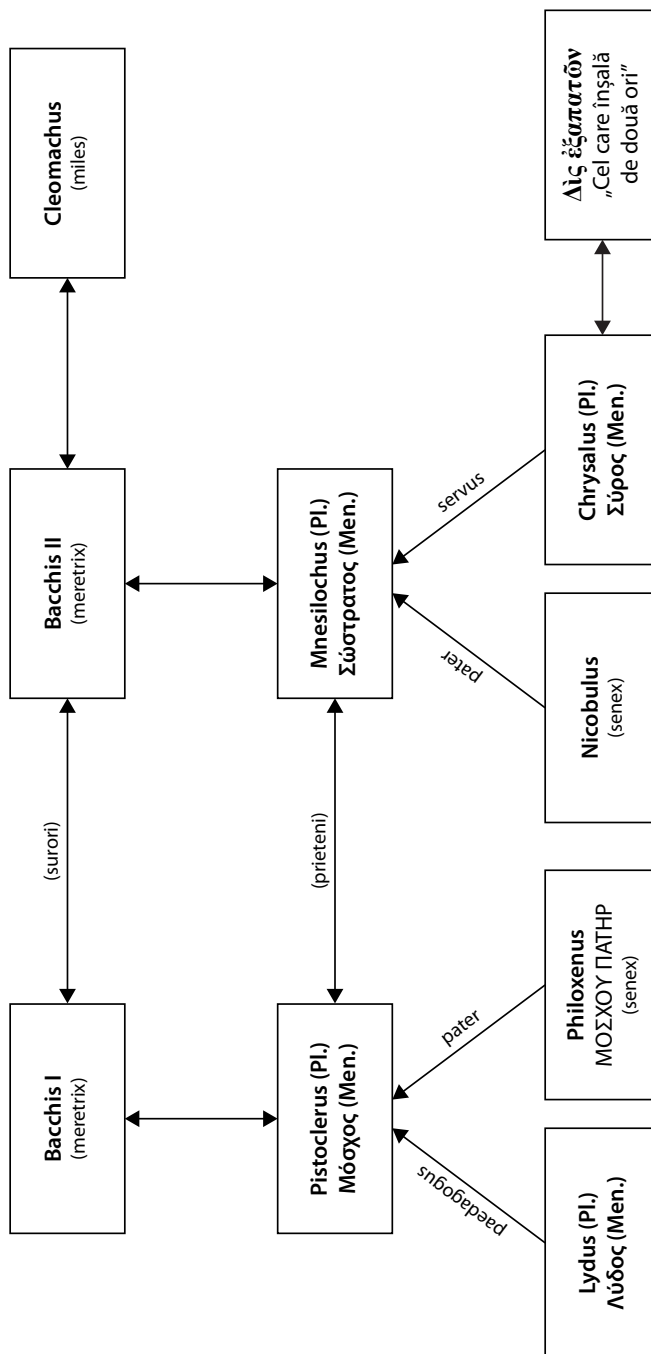 Bacchis I
(meretrix)
(surori)
Bacchis II
(meretrix)
Cleomachus
(miles)
Pistoclerus (Pl.)
Μόσχος (Men.)
(prieteni)
Mnesilochus (Pl.)
Σώστρατος (Men.)
paedagogus
pater
pater
servus
Lydus (Pl.)
Λύδος (Men.)
Philoxenus
ΜΟΣΧΟΥ ΠΑΤΗΡ
(senex)
Nicobulus
(senex)
Chrysalus (Pl.)
Σύρος (Men.)
Δὶς ἐξαπατῶν
„Cel care înșală
de două ori”